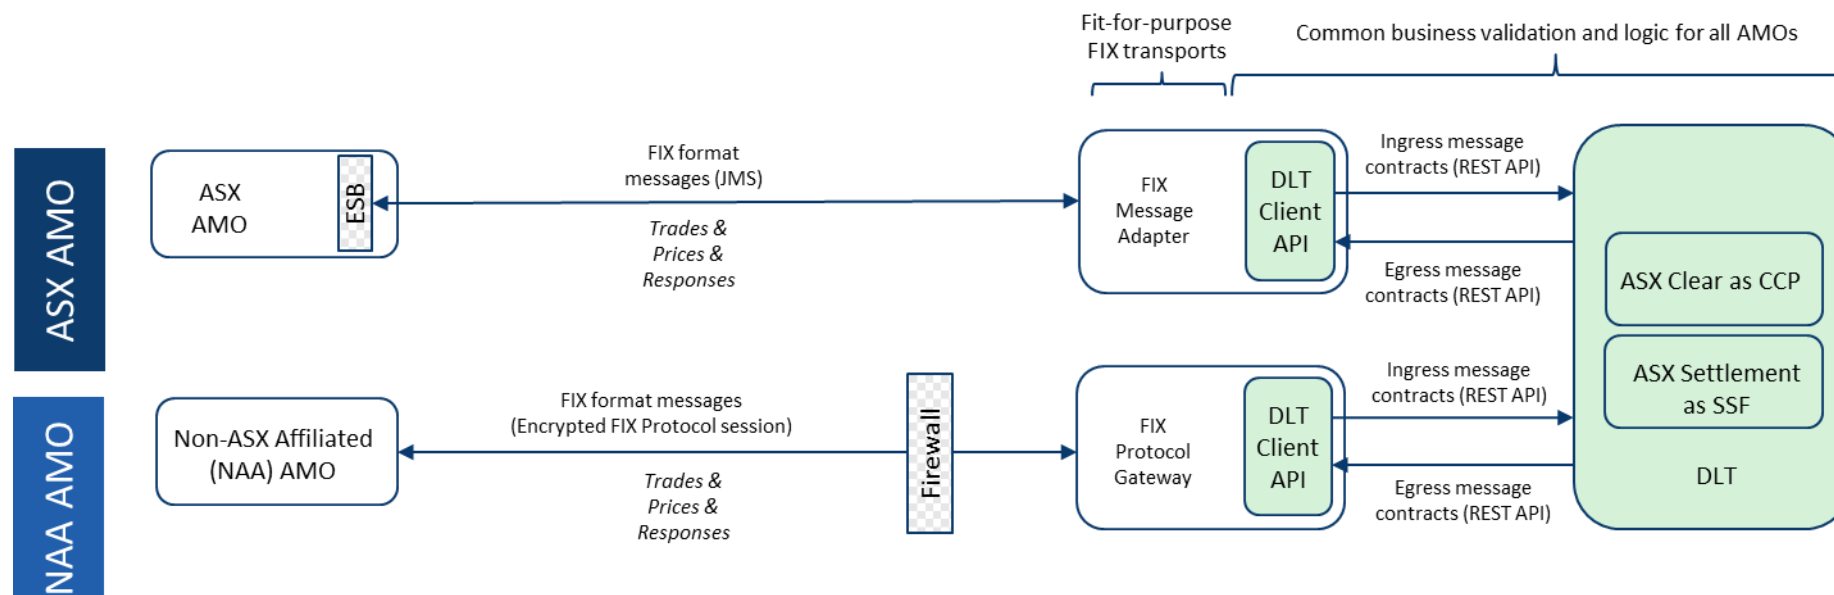 Fit-for-purpose
FIX transports
Common business validation and logic for all AMOs
ASX AMO
ASX
AMO
ESB
FIX format
messages (JMS)
Trades &
Prices &
Responses
FIX
Message
Adapter
DLT
Client
API
Ingress message
contracts (REST API)
Egress message
contracts (REST API)
ASX Clear as CCP
ASX Settlement
as SSF
DLT
NAA AMO
Non-ASX Affiliated
(NAA) AMO
FIX format messages
(Encrypted FIX Protocol session)
Trades &
Prices &
Responses
Firewall
FIX
Protocol
Gateway
DLT
Client
API
Ingress message
contracts (REST API)
Egress message
contracts (REST API)